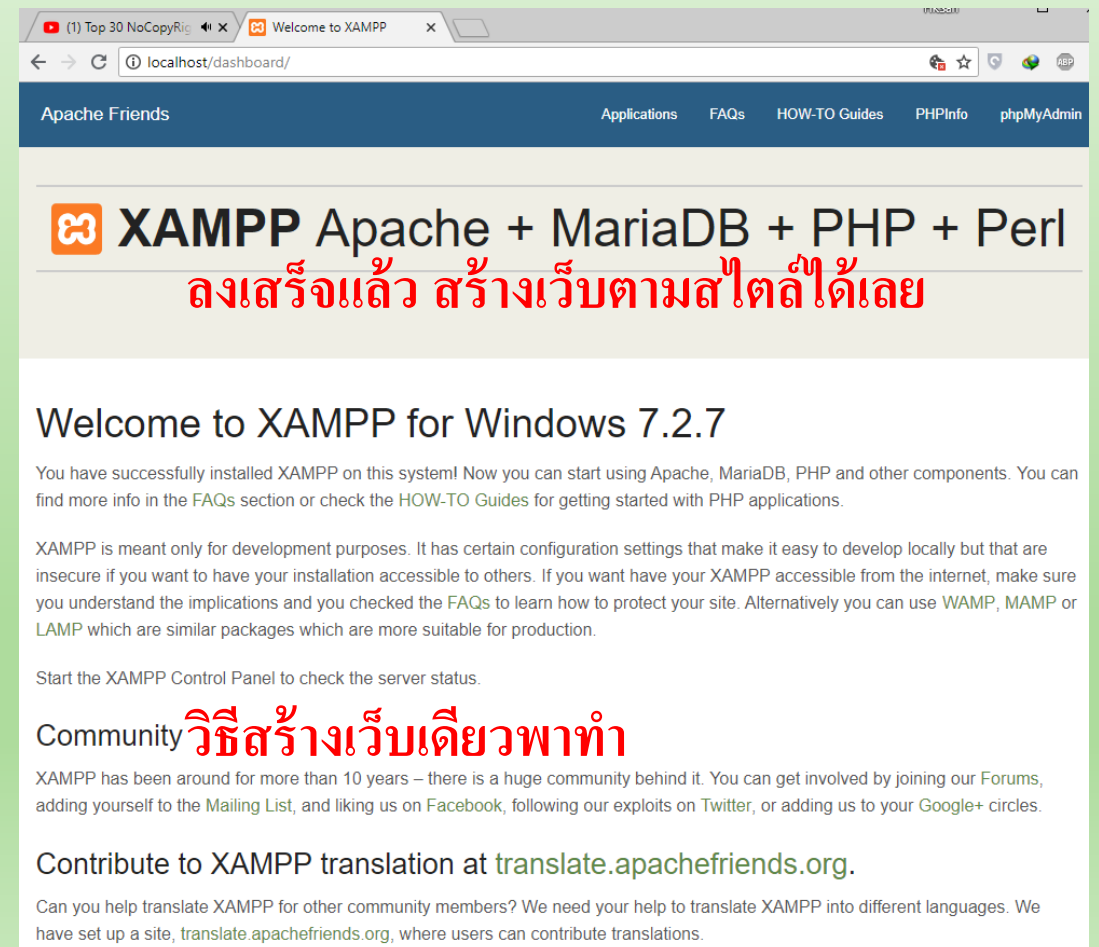 (1) Top 30 NoCopyRig
Welcome to XAMPP
localhost/dashboard/
ABP
Apache Friends
Applications FAQs HOW-TO Guides PHPInfo phpMyAdmin
XAMPP Apache + MariaDB + PHP + Perl
ลงเสร็จแล้ว สร้างเว็บตามสไตล์ได้เลย
Welcome to XAMPP for Windows 7.2.7
You have successfully installed XAMPP on this system! Now you can start using Apache, MariaDB, PHP and other components. You can
find more info in the FAQs section or check the HOW-TO Guides for getting started with PHP applications.
XAMPP is meant only for development purposes. It has certain configuration settings that make it easy to develop locally but that are
insecure if you want to have your installation accessible to others. If you want have your XAMPP accessible from the internet, make sure
you understand the implications and you checked the FAQs to learn how to protect your site. Alternatively you can use WAMP, MAMP or
LAMP which are similar packages which are more suitable for production.
Start the XAMPP Control Panel to check the server status.
Community วิธีสร้างเว็บเดียวพาทำ
XAMPP has been around for more than 10 years – there is a huge community behind it. You can get involved by joining our Forums,
adding yourself to the Mailing List, and liking us on Facebook, following our exploits on Twitter, or adding us to your Google+ circles.
Contribute to XAMPP translation at translate.apachefriends.org.
Can you help translate XAMPP for other community members? We need your help to translate XAMPP into different languages. We
have set up a site, translate.apachefriends.org, where users can contribute translations.